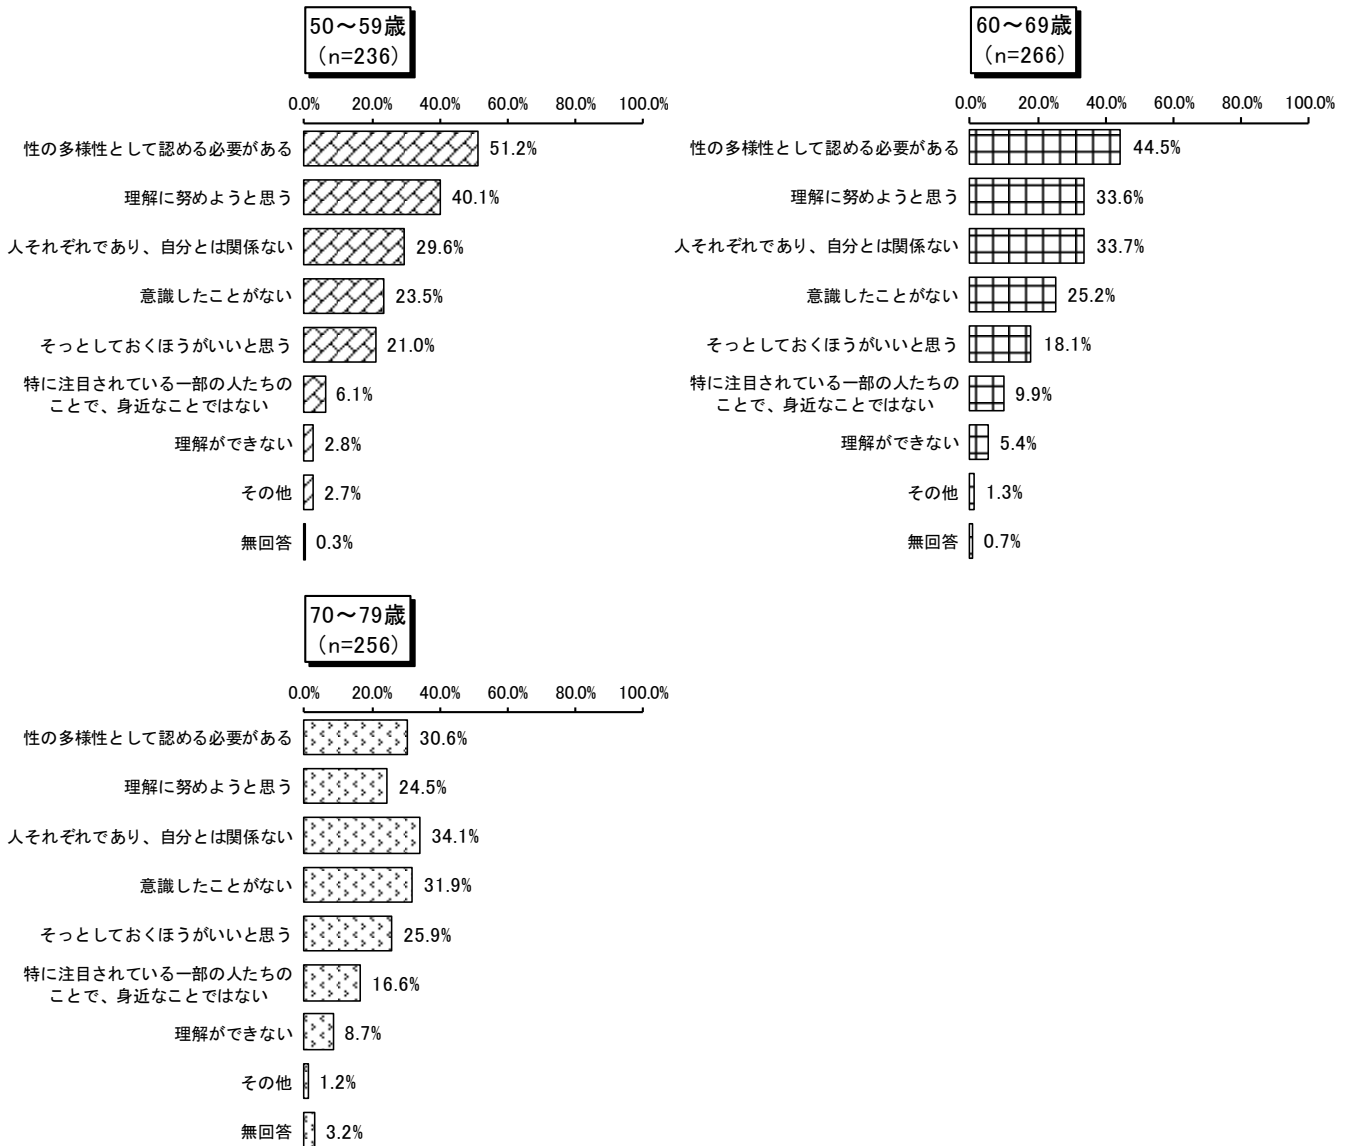 50～59歳
（n=236）
0.0% 20.0% 40.0% 60.0% 80.0% 100.0%
性の多様性として認める必要がある 51.2%
理解に努めようと思う 40.1%
人それぞれであり、自分とは関係ない 29.6%
意識したことがない 23.5%
そっとしておくほうがいいと思う 21.0%
特に注目されている一部の人たちの
ことで、身近なことではない 6.1%
理解ができない 2.8%
その他 2.7%
無回答 0.3%
60～69歳
（n=266）
0.0% 20.0% 40.0% 60.0% 80.0% 100.0%
性の多様性として認める必要がある 44.5%
理解に努めようと思う 33.6%
人それぞれであり、自分とは関係ない 33.7%
意識したことがない 25.2%
そっとしておくほうがいいと思う 18.1%
特に注目されている一部の人たちの
ことで、身近なことではない 9.9%
理解ができない 5.4%
その他 1.3%
無回答 0.7%
70～79歳
（n=256）
0.0% 20.0% 40.0% 60.0% 80.0% 100.0%
性の多様性として認める必要がある 30.6%
理解に努めようと思う 24.5%
人それぞれであり、自分とは関係ない 34.1%
意識したことがない 31.9%
そっとしておくほうがいいと思う 25.9%
特に注目されている一部の人たちの
ことで、身近なことではない 16.6%
理解ができない 8.7%
その他 1.2%
無回答 3.2%